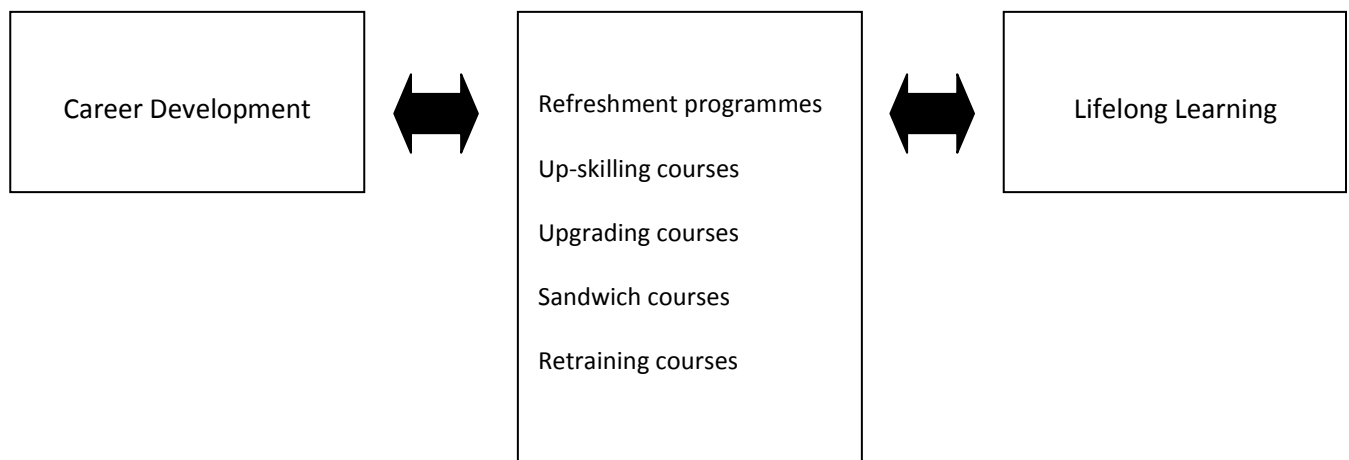 Career Development
Refreshment programmes
Up-skilling courses
Upgrading courses
Sandwich courses
Retraining courses
Lifelong Learning